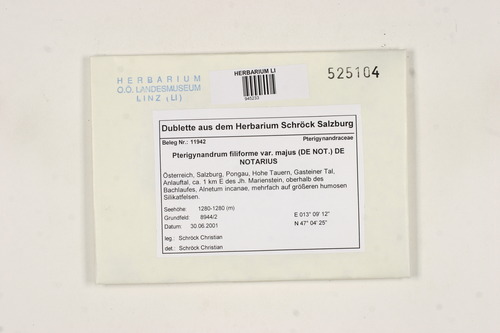 HERBARIUM
O.Ö. LANDESMUSEUM
LINZ (LI)
HERBARIUM LI
525104
Dublette aus dem Herbarium Schröck Salzburg
Beleg Nr.: 11942
Pterigynandraceae
Pterigynandrum filiforme var. majus (DE NOT.) DE
NOTARIUS
Österreich, Salzburg, Pongau, Hohe Tauern, Gasteiner Tal,
Anlauftal, ca. 1 km E des Jh. Marienstein, oberhalb des
Bachlaufes, Alnetum incanae, mehrfach auf größeren humosen
Silikatfelsen.
Seehöhe: 1280-1280 (m)
Grundfeld: 8944/2
Datum: 30.06.2001
E 013° 09' 12"
N 47° 04' 25"
leg.: Schröck Christian
det.: Schröck Christian